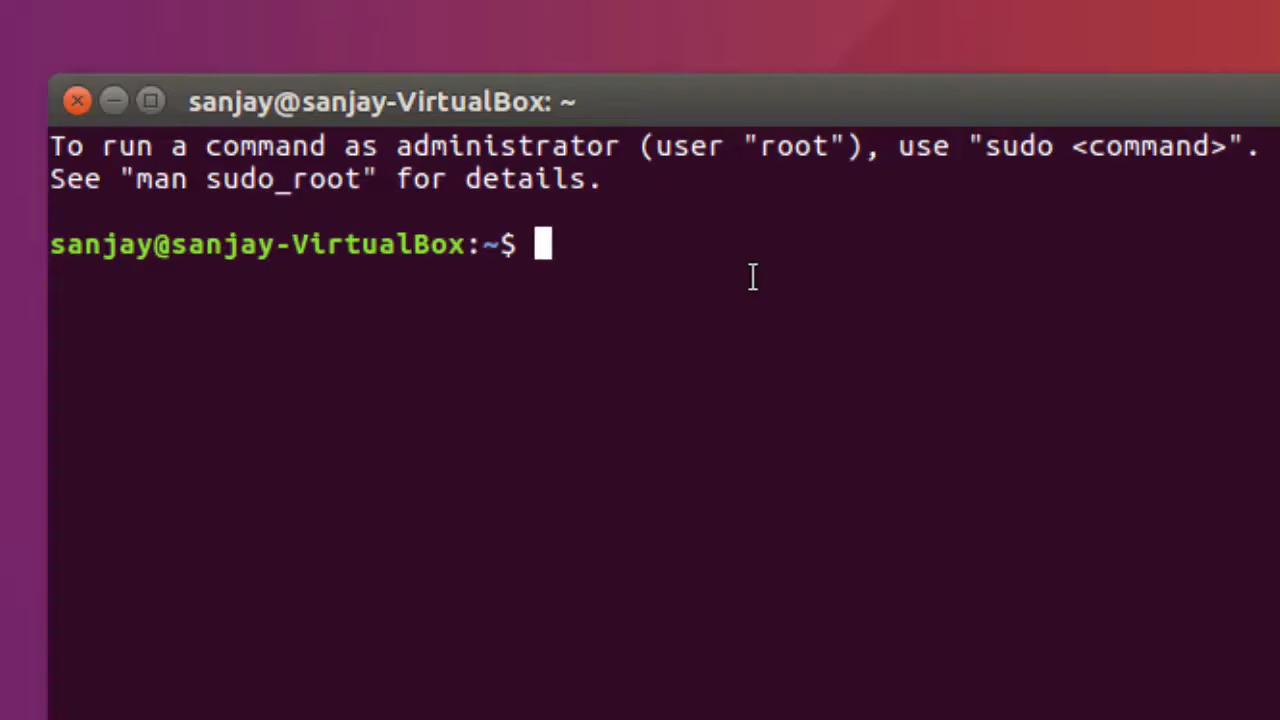 sanjay@sanjay-VirtualBox: ~
To run a command as administrator (user "root"), use "sudo <command>".
See "man sudo_root" for details.
sanjay@sanjay-VirtualBox:~$